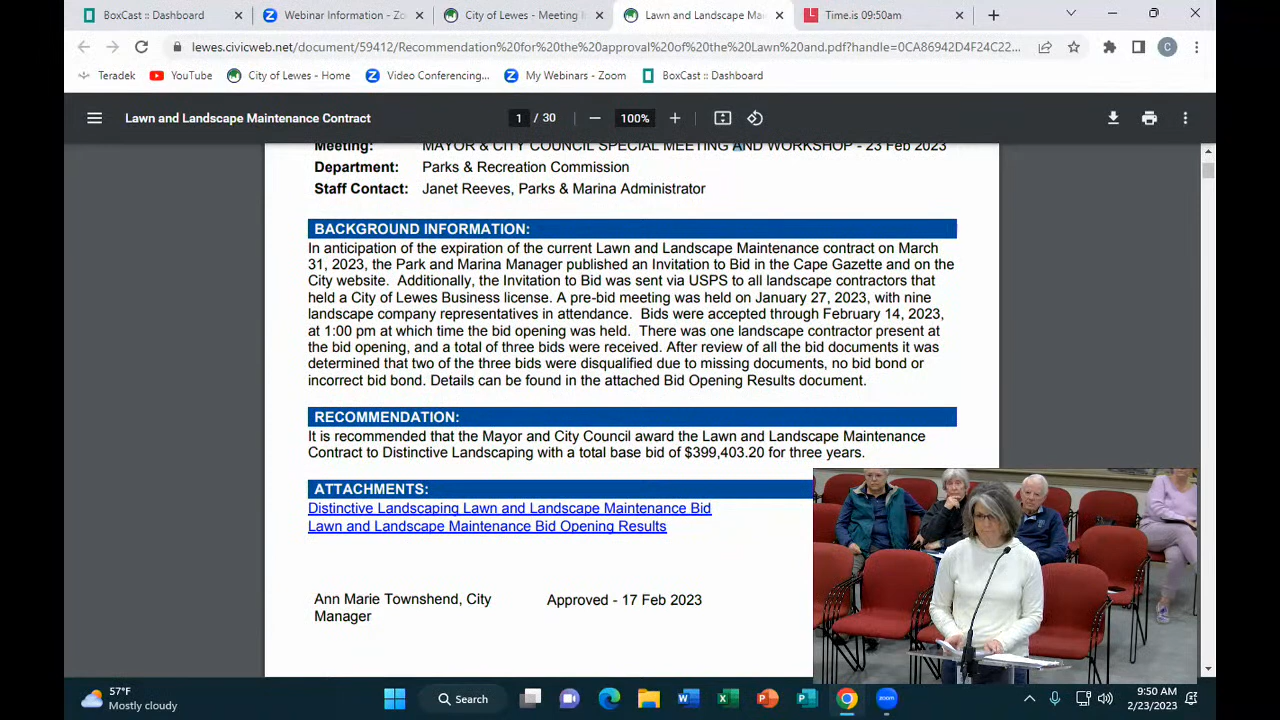 BoxCast :: Dashboard
Webinar Information - Zo
City of Lewes - Meeting
Lawn and Landscape Mai
Time.is 09:50am
lewes.civicweb.net/document/59412/Recommendation%20for%20the%20approval%20of%20the%20Lawn%20and.pdf?handle=0CA86942D4F24C22...
C
Teradek
YouTube
City of Lewes - Home
Video Conferencing...
My Webinars - Zoom
BoxCast :: Dashboard
Lawn and Landscape Maintenance Contract
1 / 30
100%
Meeting: MAYOR & CITY COUNCIL SPECIAL MEETING AND WORKSHOP - 23 Feb 2023
Department: Parks & Recreation Commission
Staff Contact: Janet Reeves, Parks & Marina Administrator
BACKGROUND INFORMATION:
In anticipation of the expiration of the current Lawn and Landscape Maintenance contract on March
31, 2023, the Park and Marina Manager published an Invitation to Bid in the Cape Gazette and on the
City website. Additionally, the Invitation to Bid was sent via USPS to all landscape contractors that
held a City of Lewes Business license. A pre-bid meeting was held on January 27, 2023, with nine
landscape company representatives in attendance. Bids were accepted through February 14, 2023,
at 1:00 pm at which time the bid opening was held. There was one landscape contractor present at
the bid opening, and a total of three bids were received. After review of all the bid documents it was
determined that two of the three bids were disqualified due to missing documents, no bid bond or
incorrect bid bond. Details can be found in the attached Bid Opening Results document.
RECOMMENDATION:
It is recommended that the Mayor and City Council award the Lawn and Landscape Maintenance
Contract to Distinctive Landscaping with a total base bid of $399,403.20 for three years.
ATTACHMENTS:
Distinctive Landscaping Lawn and Landscape Maintenance Bid
Lawn and Landscape Maintenance Bid Opening Results
Ann Marie Townshend, City
Manager
Approved - 17 Feb 2023
57°F
Mostly cloudy
Search
zoom
9:50 AM
2/23/2023